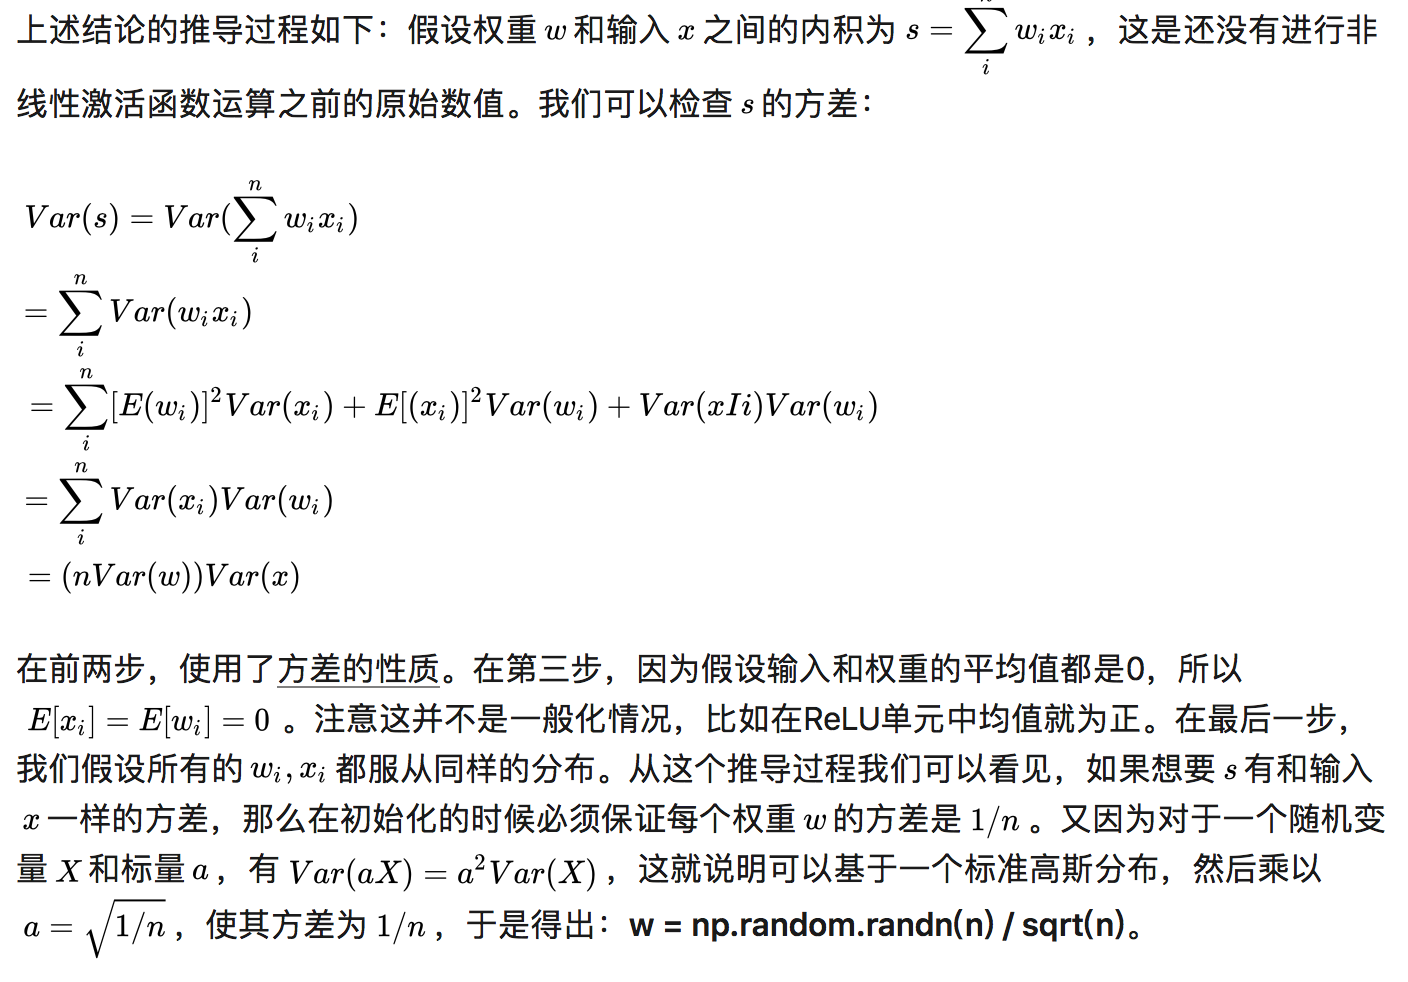 上述结论的推导过程如下：假设权重 w 和输入 x 之间的内积为 s = ∑_i w_i x_i ，这是还没有进行非
线性激活函数运算之前的原始数值。我们可以检查 s 的方差：
Var(s) = Var(∑_i^n w_i x_i)
= ∑_i^n Var(w_i x_i)
= ∑_i^n [E(w_i)]^2 Var(x_i) + E[(x_i)]^2 Var(w_i) + Var(xIi)Var(w_i)
= ∑_i^n Var(x_i)Var(w_i)
= (nVar(w))Var(x)
在前两步，使用了方差的性质。在第三步，因为假设输入和权重的平均值都是0，所以
E[x_i] = E[w_i] = 0 。注意这并不是一般化情况，比如在ReLU单元中均值就为正。在最后一步，
我们假设所有的 w_i, x_i 都服从同样的分布。从这个推导过程我们可以看见，如果想要 s 有和输入
x 一样的方差，那么在初始化的时候必须保证每个权重 w 的方差是 1/n 。又因为对于一个随机变
量 X 和标量 a ，有 Var(aX) = a^2 Var(X) ，这就说明可以基于一个标准高斯分布，然后乘以
a = √(1/n) ，使其方差为 1/n ，于是得出：w = np.random.randn(n) / sqrt(n)。